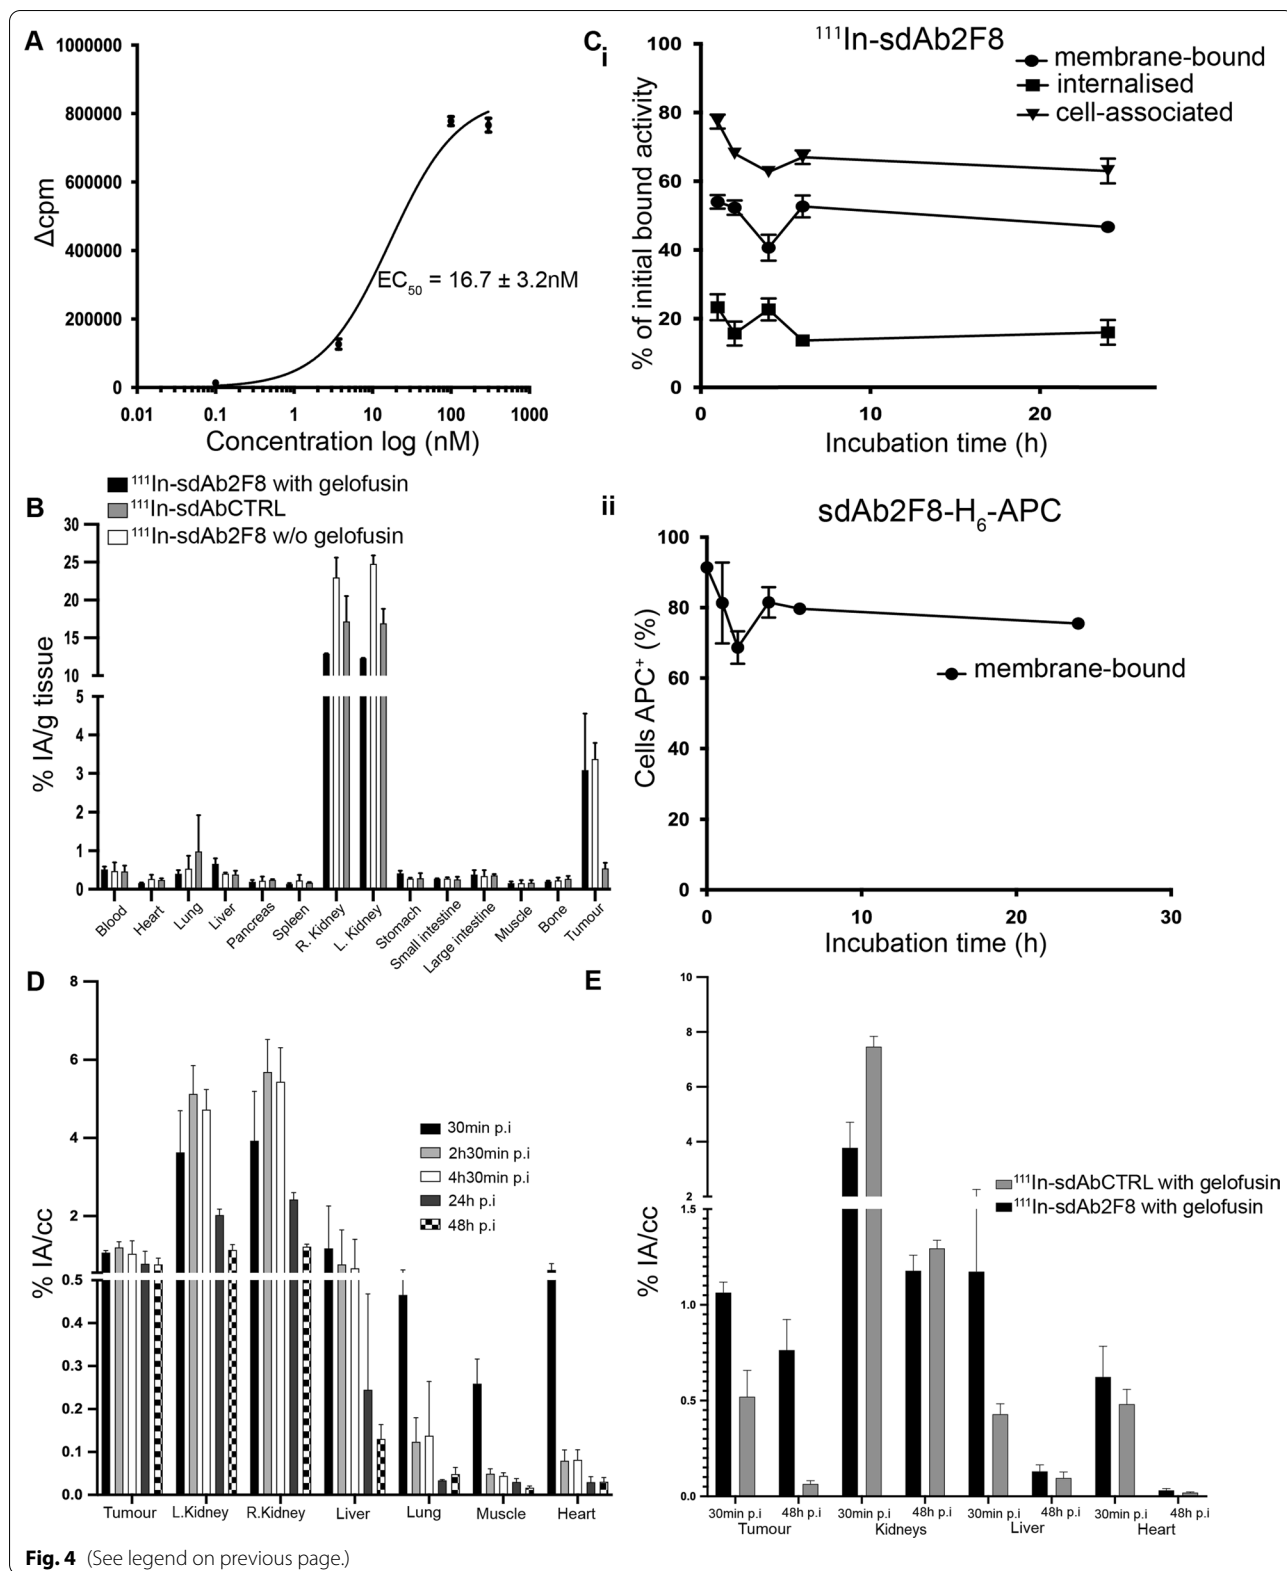 A
1000000
800000
600000
400000
200000
0
Δcpm
EC50 = 16.7 ± 3.2nM
0.01 0.1 1 10 100 1000
Concentration log (nM)
Ci
111In-sdAb2F8
membrane-bound
internalised
cell-associated
100
80
60
40
20
0
% of initial bound activity
0 10 20
Incubation time (h)
B
111In-sdAb2F8 with gelofusin
111In-sdAbCTRL
111In-sdAb2F8 w/o gelofusin
30
25
20
15
10
5
4
3
2
1
0
% IA/g tissue
Blood Heart Lung Liver Pancreas Spleen R. Kidney L. Kidney Stomach Small intestine Large intestine Muscle Bone Tumour
ii
sdAb2F8-H6-APC
100
80
60
40
20
0
Cells APC+ (%)
membrane-bound
0 10 20 30
Incubation time (h)
D
8
6
4
2
0.5
0.4
0.3
0.2
0.1
0.0
% IA/cc
30min p.i
2h30min p.i
4h30min p.i
24h p.i
48h p.i
Tumour L.Kidney R.Kidney Liver Lung Muscle Heart
E
10
8
6
4
2
1.5
1.0
0.5
0.0
% IA/cc
111In-sdAbCTRL with gelofusin
111In-sdAb2F8 with gelofusin
30min p.i 48h p.i 30min p.i 48h p.i 30min p.i 48h p.i 30min p.i 48h p.i
Tumour Kidneys Liver Heart
Fig. 4 (See legend on previous page.)